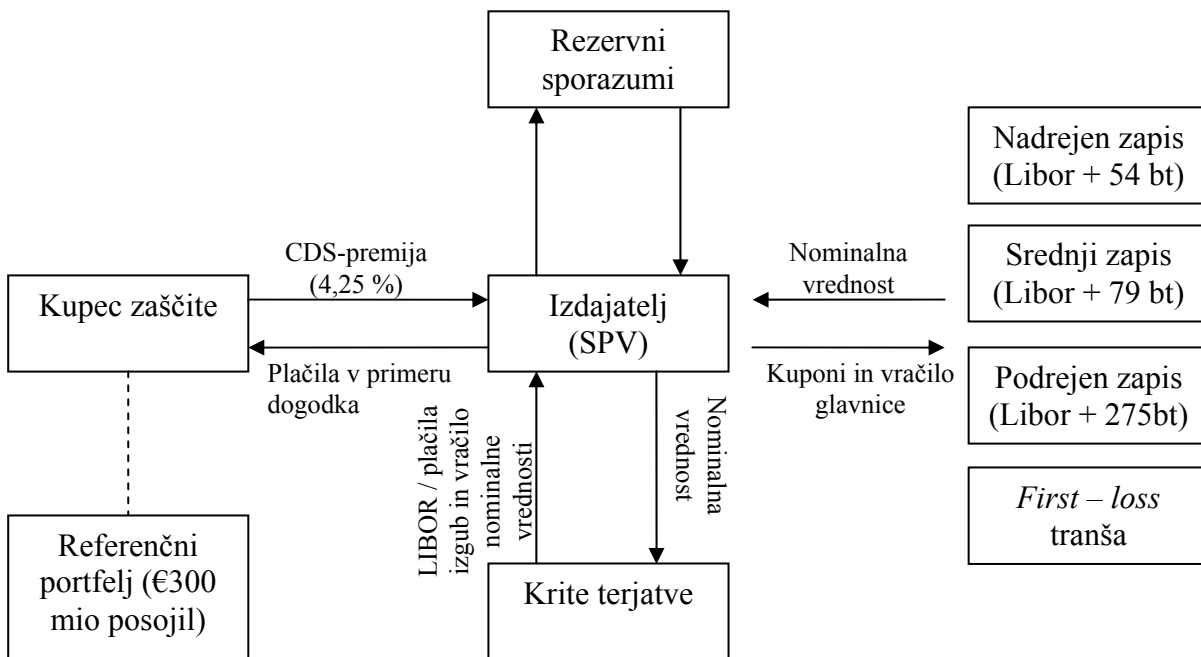 Rezervni
sporazumi
Nadrejen zapis
(Libor + 54 bt)
CDS-premija
(4,25 %)
Nominalna
vrednost
Srednji zapis
(Libor + 79 bt)
Kupec zaščite
Izdajatelj
(SPV)
Plačila v primeru
dogodka
Kuponi in vračilo
glavnice
Podrejen zapis
(Libor + 275bt)
LIBOR / plačila
izgub in vračilo
nominalne
vrednosti
Nominalna
vrednost
First – loss
tranša
Referenčni
portfelj (€300
mio posojil)
Krite terjatve